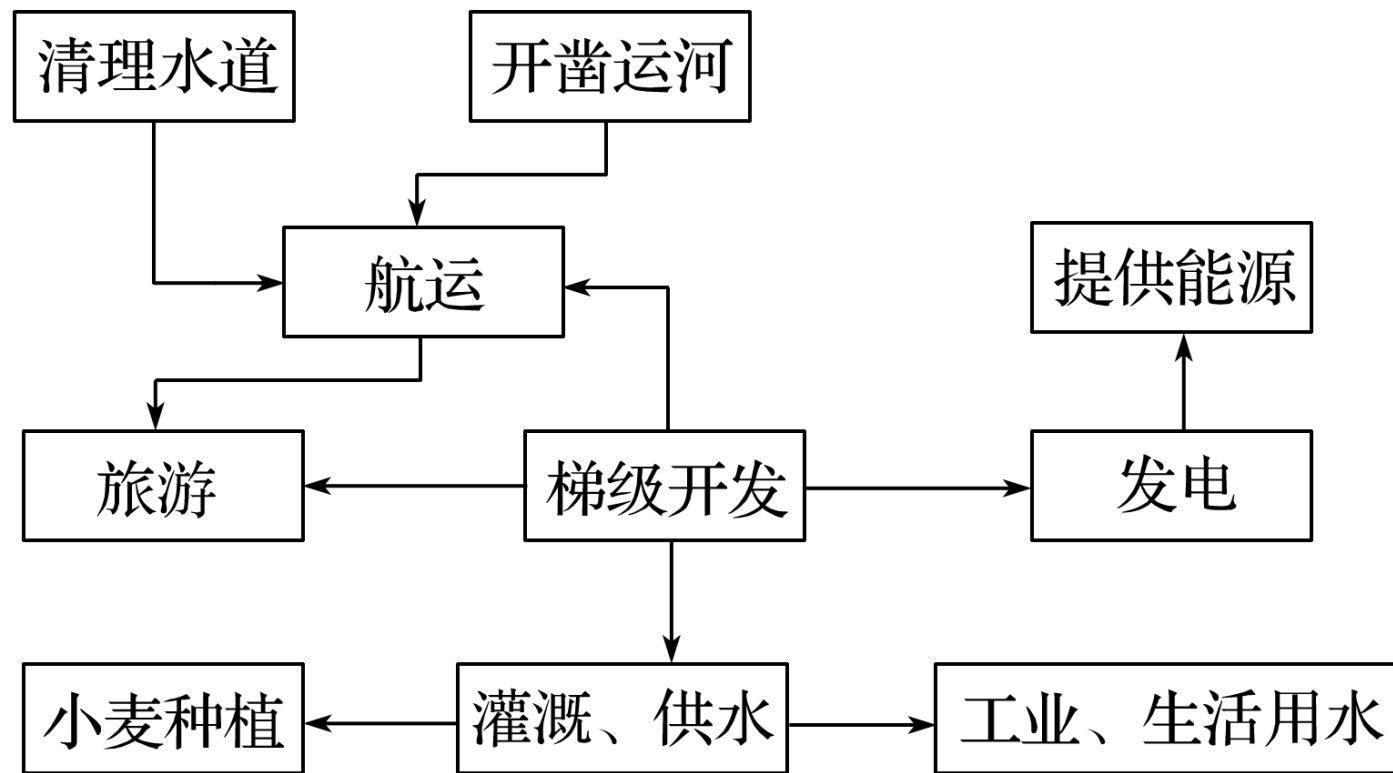 清理水道
开凿运河
航运
提供能源
旅游
梯级开发
发电
小麦种植
灌溉、供水
工业、生活用水